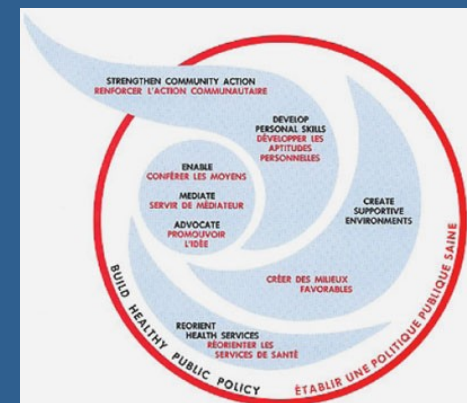 STRENGTHEN COMMUNITY ACTION
RENFORCER L'ACTION COMMUNAUTAIRE
DEVELOP
PERSONAL SKILLS
DÉVELOPPER LES
APTITUDES
PERSONNELLES
ENABLE
CONFÉRER LES MOYENS
MEDIATE
SERVIR DE MÉDIATEUR
ADVOCATE
PROMOUVOIR
L'IDÉE
CREATE
SUPPORTIVE
ENVIRONMENTS
CRÉER DES MILIEUX
FAVORABLES
REORIENT
HEALTH SERVICES
RÉORIENTER LES
SERVICES DE SANTÉ
BUILD HEALTHY PUBLIC POLICY
ÉTABLIR UNE POLITIQUE PUBLIQUE SAINE